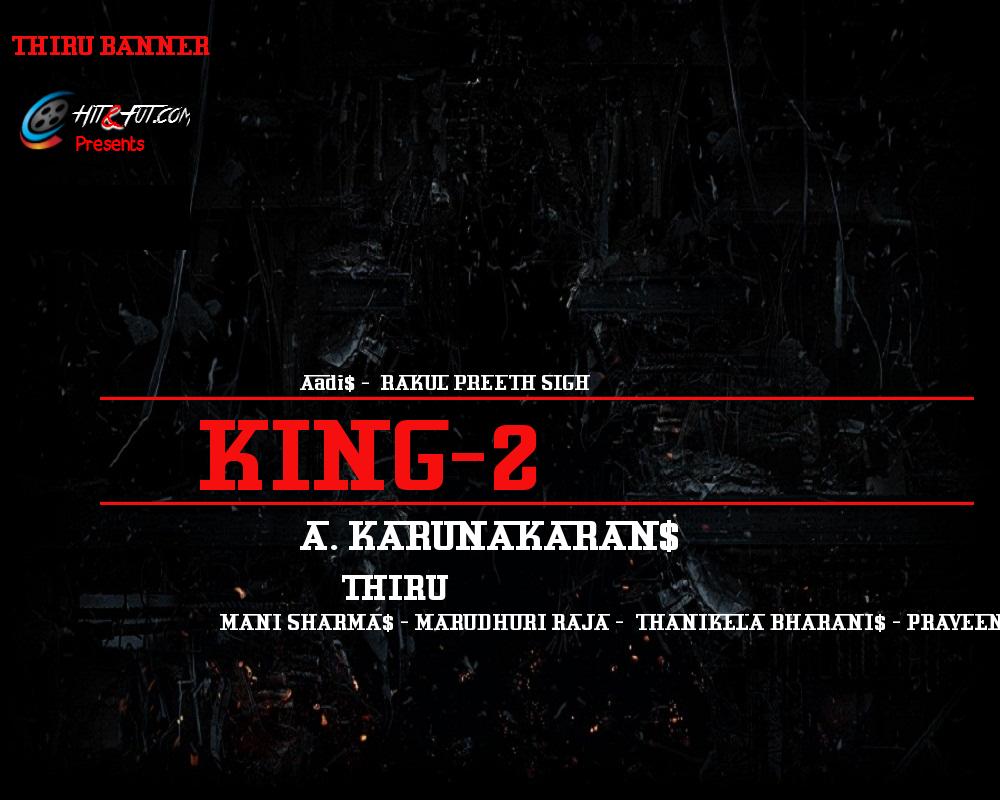 THIRU BANNER
HIT&FUT.COM
Presents
Aadi$ - RAKUL PREETH SIGH
KING-2
A. KARUNAKARAN$
THIRU
MANI SHARMA$ - MARUDHURI RAJA - THANIKELA BHARANI$ - PRAVEEN